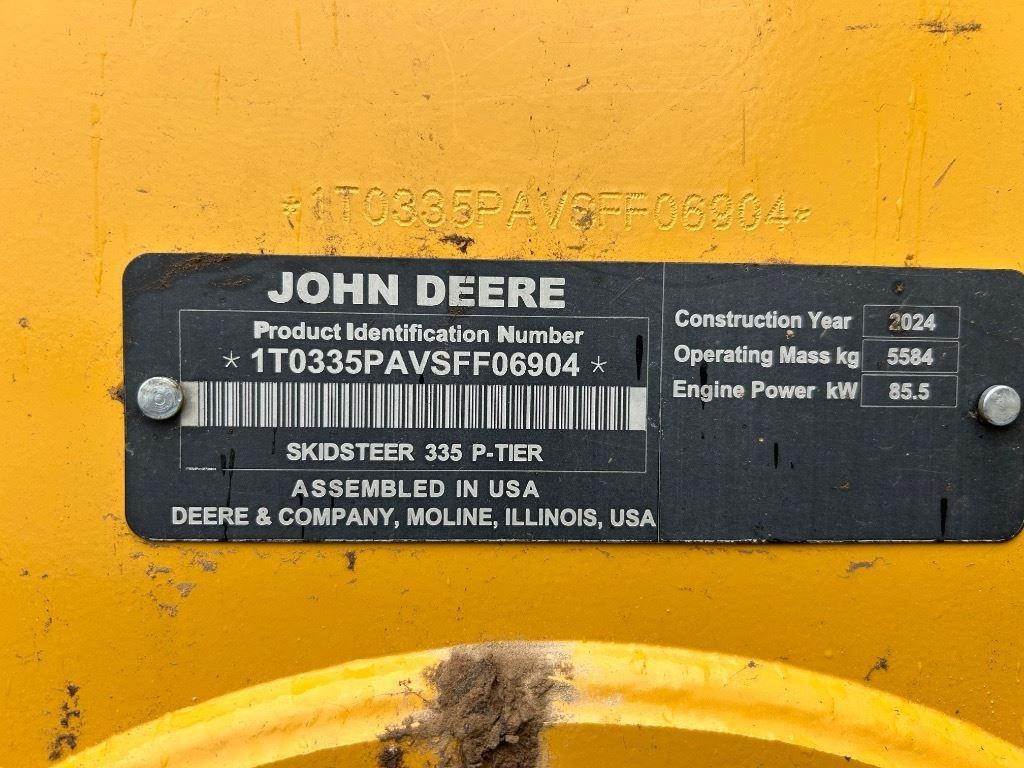 *1T0335PAVSFF06904*
JOHN DEERE
Product Identification Number
* 1T0335PAVSFF06904 *
SKIDSTEER 335 P-TIER
ASSEMBLED IN USA
DEERE & COMPANY, MOLINE, ILLINOIS, USA
Construction Year 2024
Operating Mass kg 5584
Engine Power kW 85.5